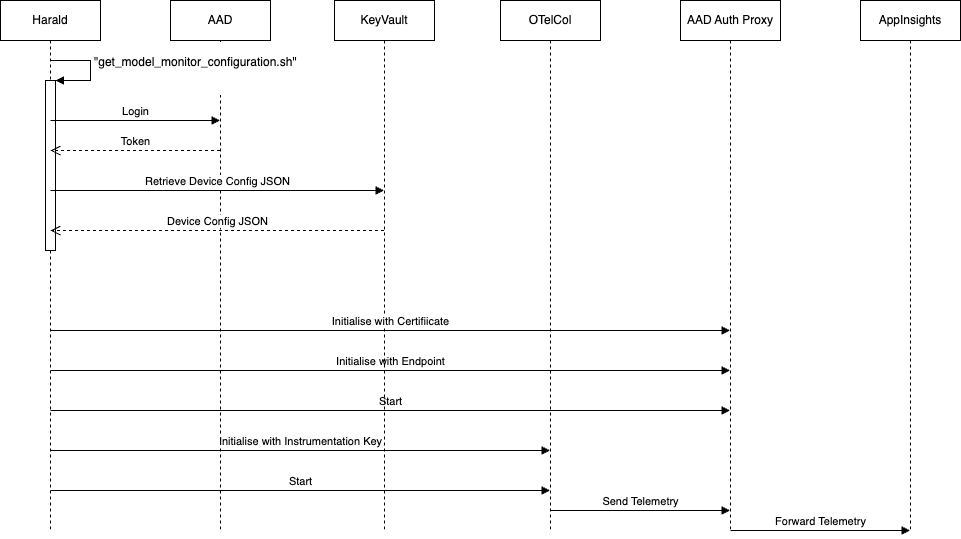 Harald
AAD
KeyVault
OTelCol
AAD Auth Proxy
AppInsights
"get_model_monitor_configuration.sh"
Login
Token
Retrieve Device Config JSON
Device Config JSON
Initialise with Certifiicate
Initialise with Endpoint
Start
Initialise with Instrumentation Key
Start
Send Telemetry
Forward Telemetry